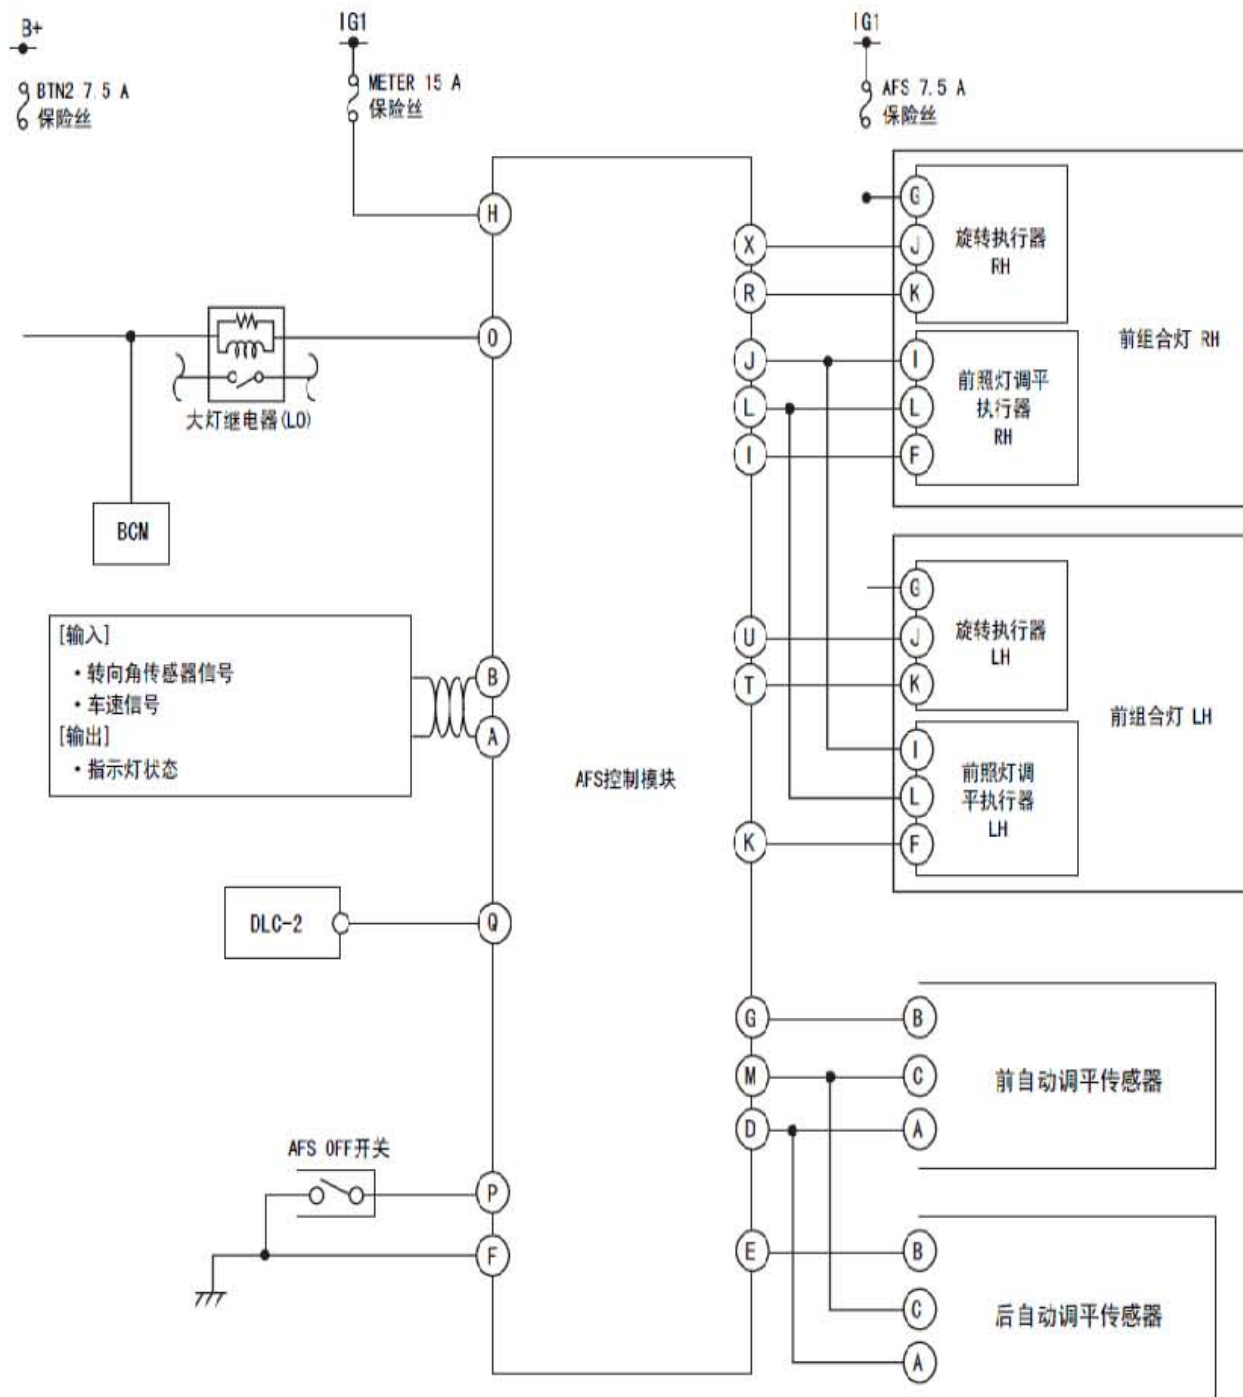 B+
IG1
IG1
BTN2 7.5 A
保险丝
METER 15 A
保险丝
AFS 7.5 A
保险丝
H
O
大灯继电器(LO)
BCM
[输入]
・转向角传感器信号
・车速信号
[输出]
・指示灯状态
B
A
DLC-2
Q
AFS OFF开关
P
F
AFS控制模块
X
R
J
L
I
U
T
K
G
M
D
E
G
J
K
旋转执行器
RH
I
L
F
前照灯调平
执行器
RH
前组合灯 RH
G
J
K
旋转执行器
LH
I
L
F
前照灯调
平执行器
LH
前组合灯 LH
B
C
A
前自动调平传感器
B
C
A
后自动调平传感器